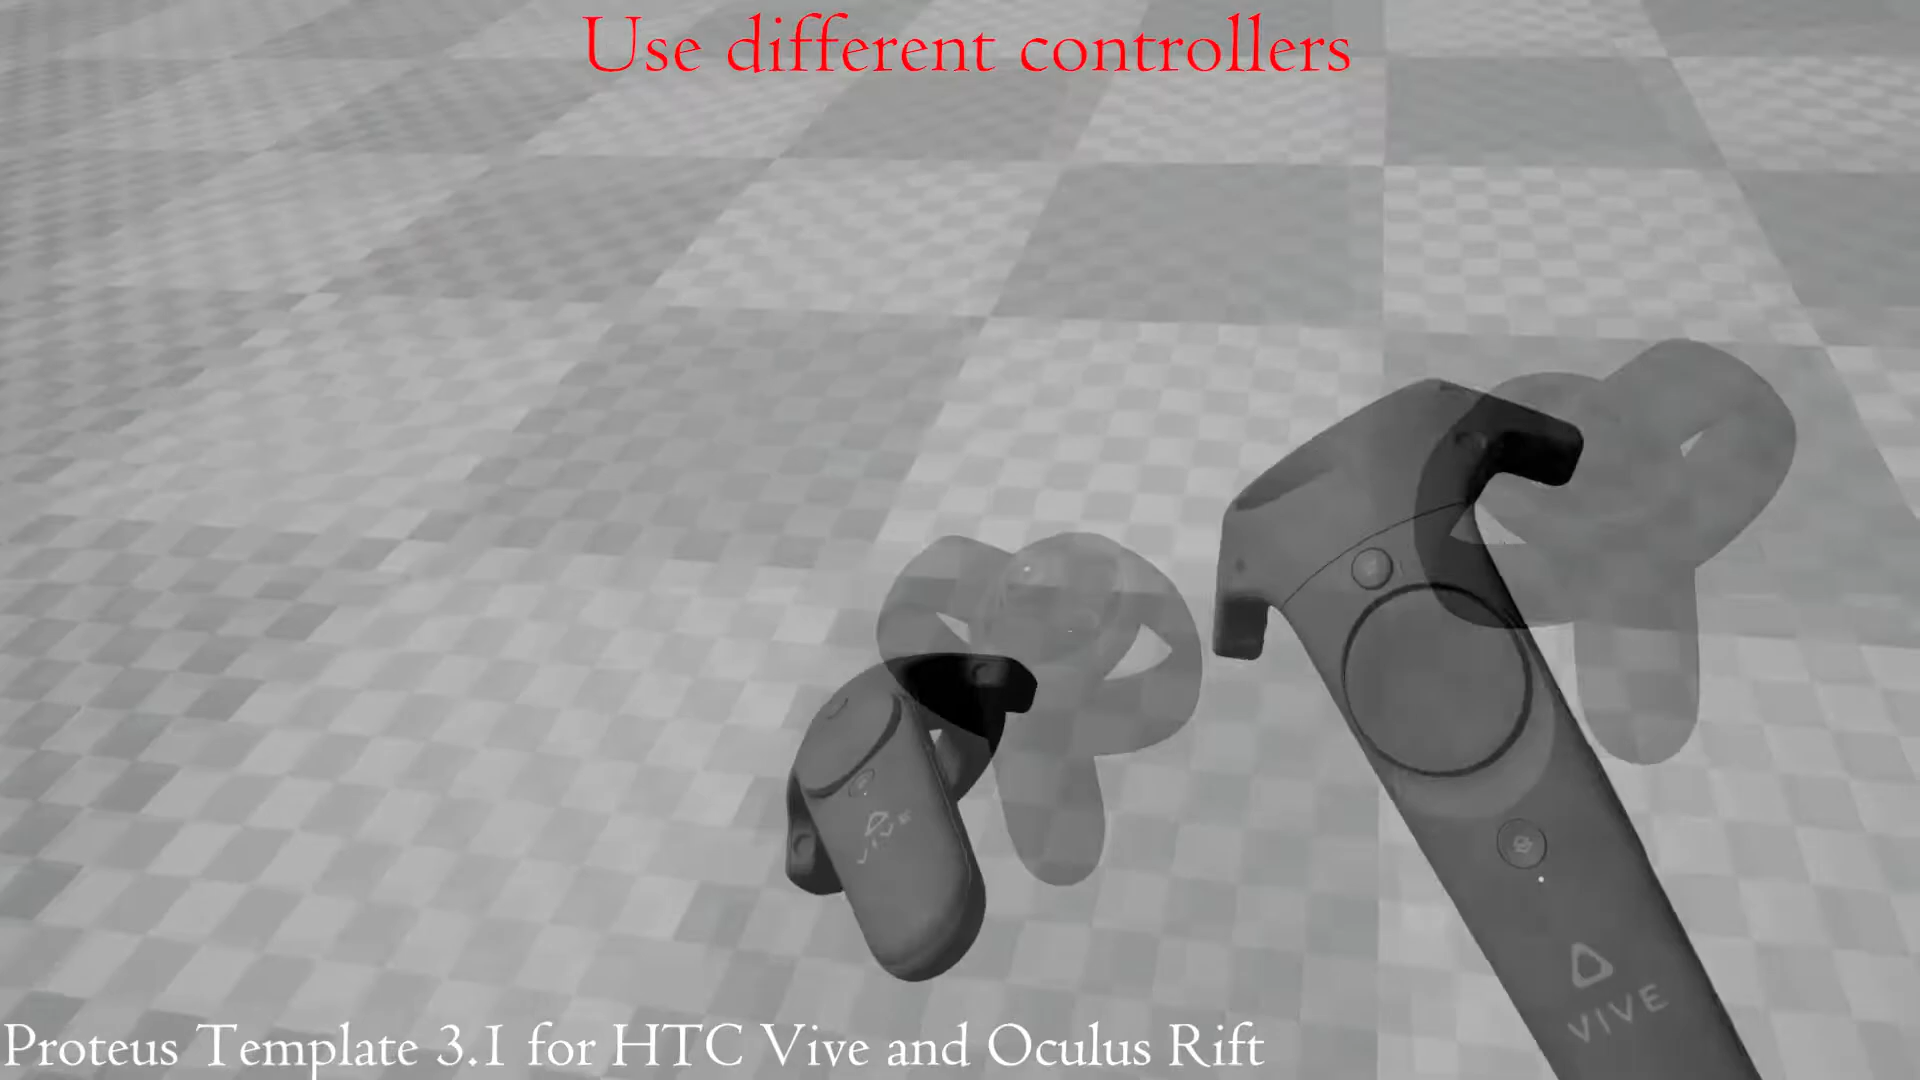 Use different controllers
VIVE
VIVE
Proteus Template 3.1 for HTC Vive and Oculus Rift